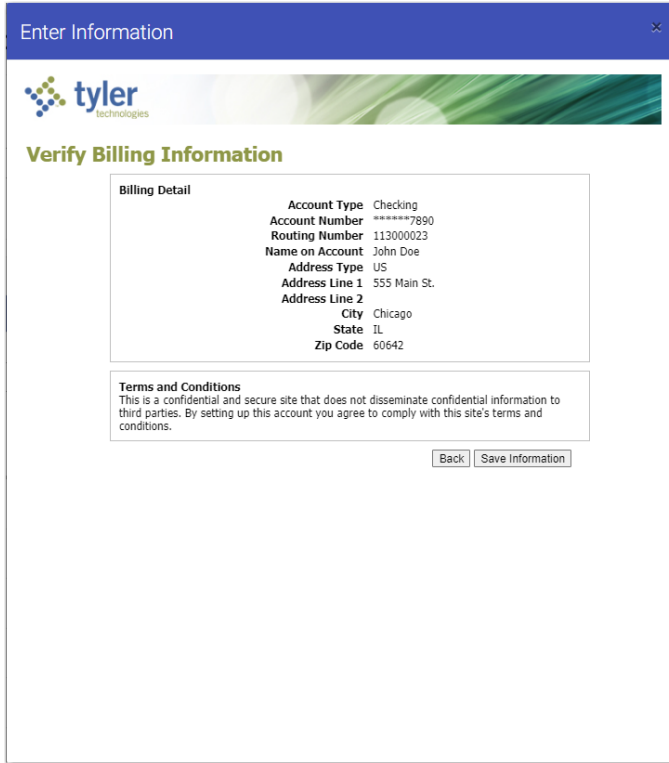 Enter Information
×
tyler
technologies
Verify Billing Information
Billing Detail
Account Type Checking
Account Number ******7890
Routing Number 113000023
Name on Account John Doe
Address Type US
Address Line 1 555 Main St.
Address Line 2
City Chicago
State IL
Zip Code 60642
Terms and Conditions
This is a confidential and secure site that does not disseminate confidential information to
third parties. By setting up this account you agree to comply with this site's terms and
conditions.
Back Save Information